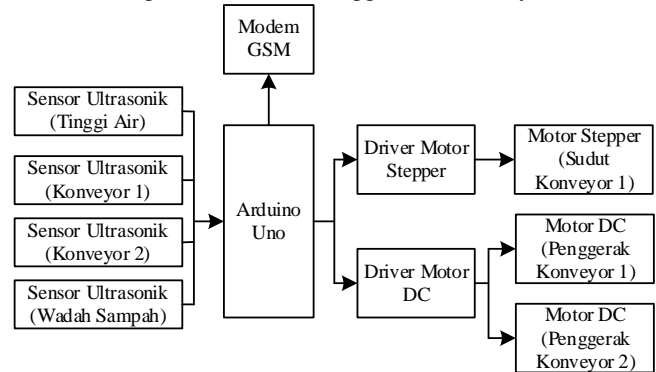 Modem
GSM
Sensor Ultrasonik
(Tinggi Air)
Sensor Ultrasonik
(Konveyor 1)
Sensor Ultrasonik
(Konveyor 2)
Sensor Ultrasonik
(Wadah Sampah)
Arduino
Uno
Driver Motor
Stepper
Driver Motor
DC
Motor Stepper
(Sudut
Konveyor 1)
Motor DC
(Penggerak
Konveyor 1)
Motor DC
(Penggerak
Konveyor 2)